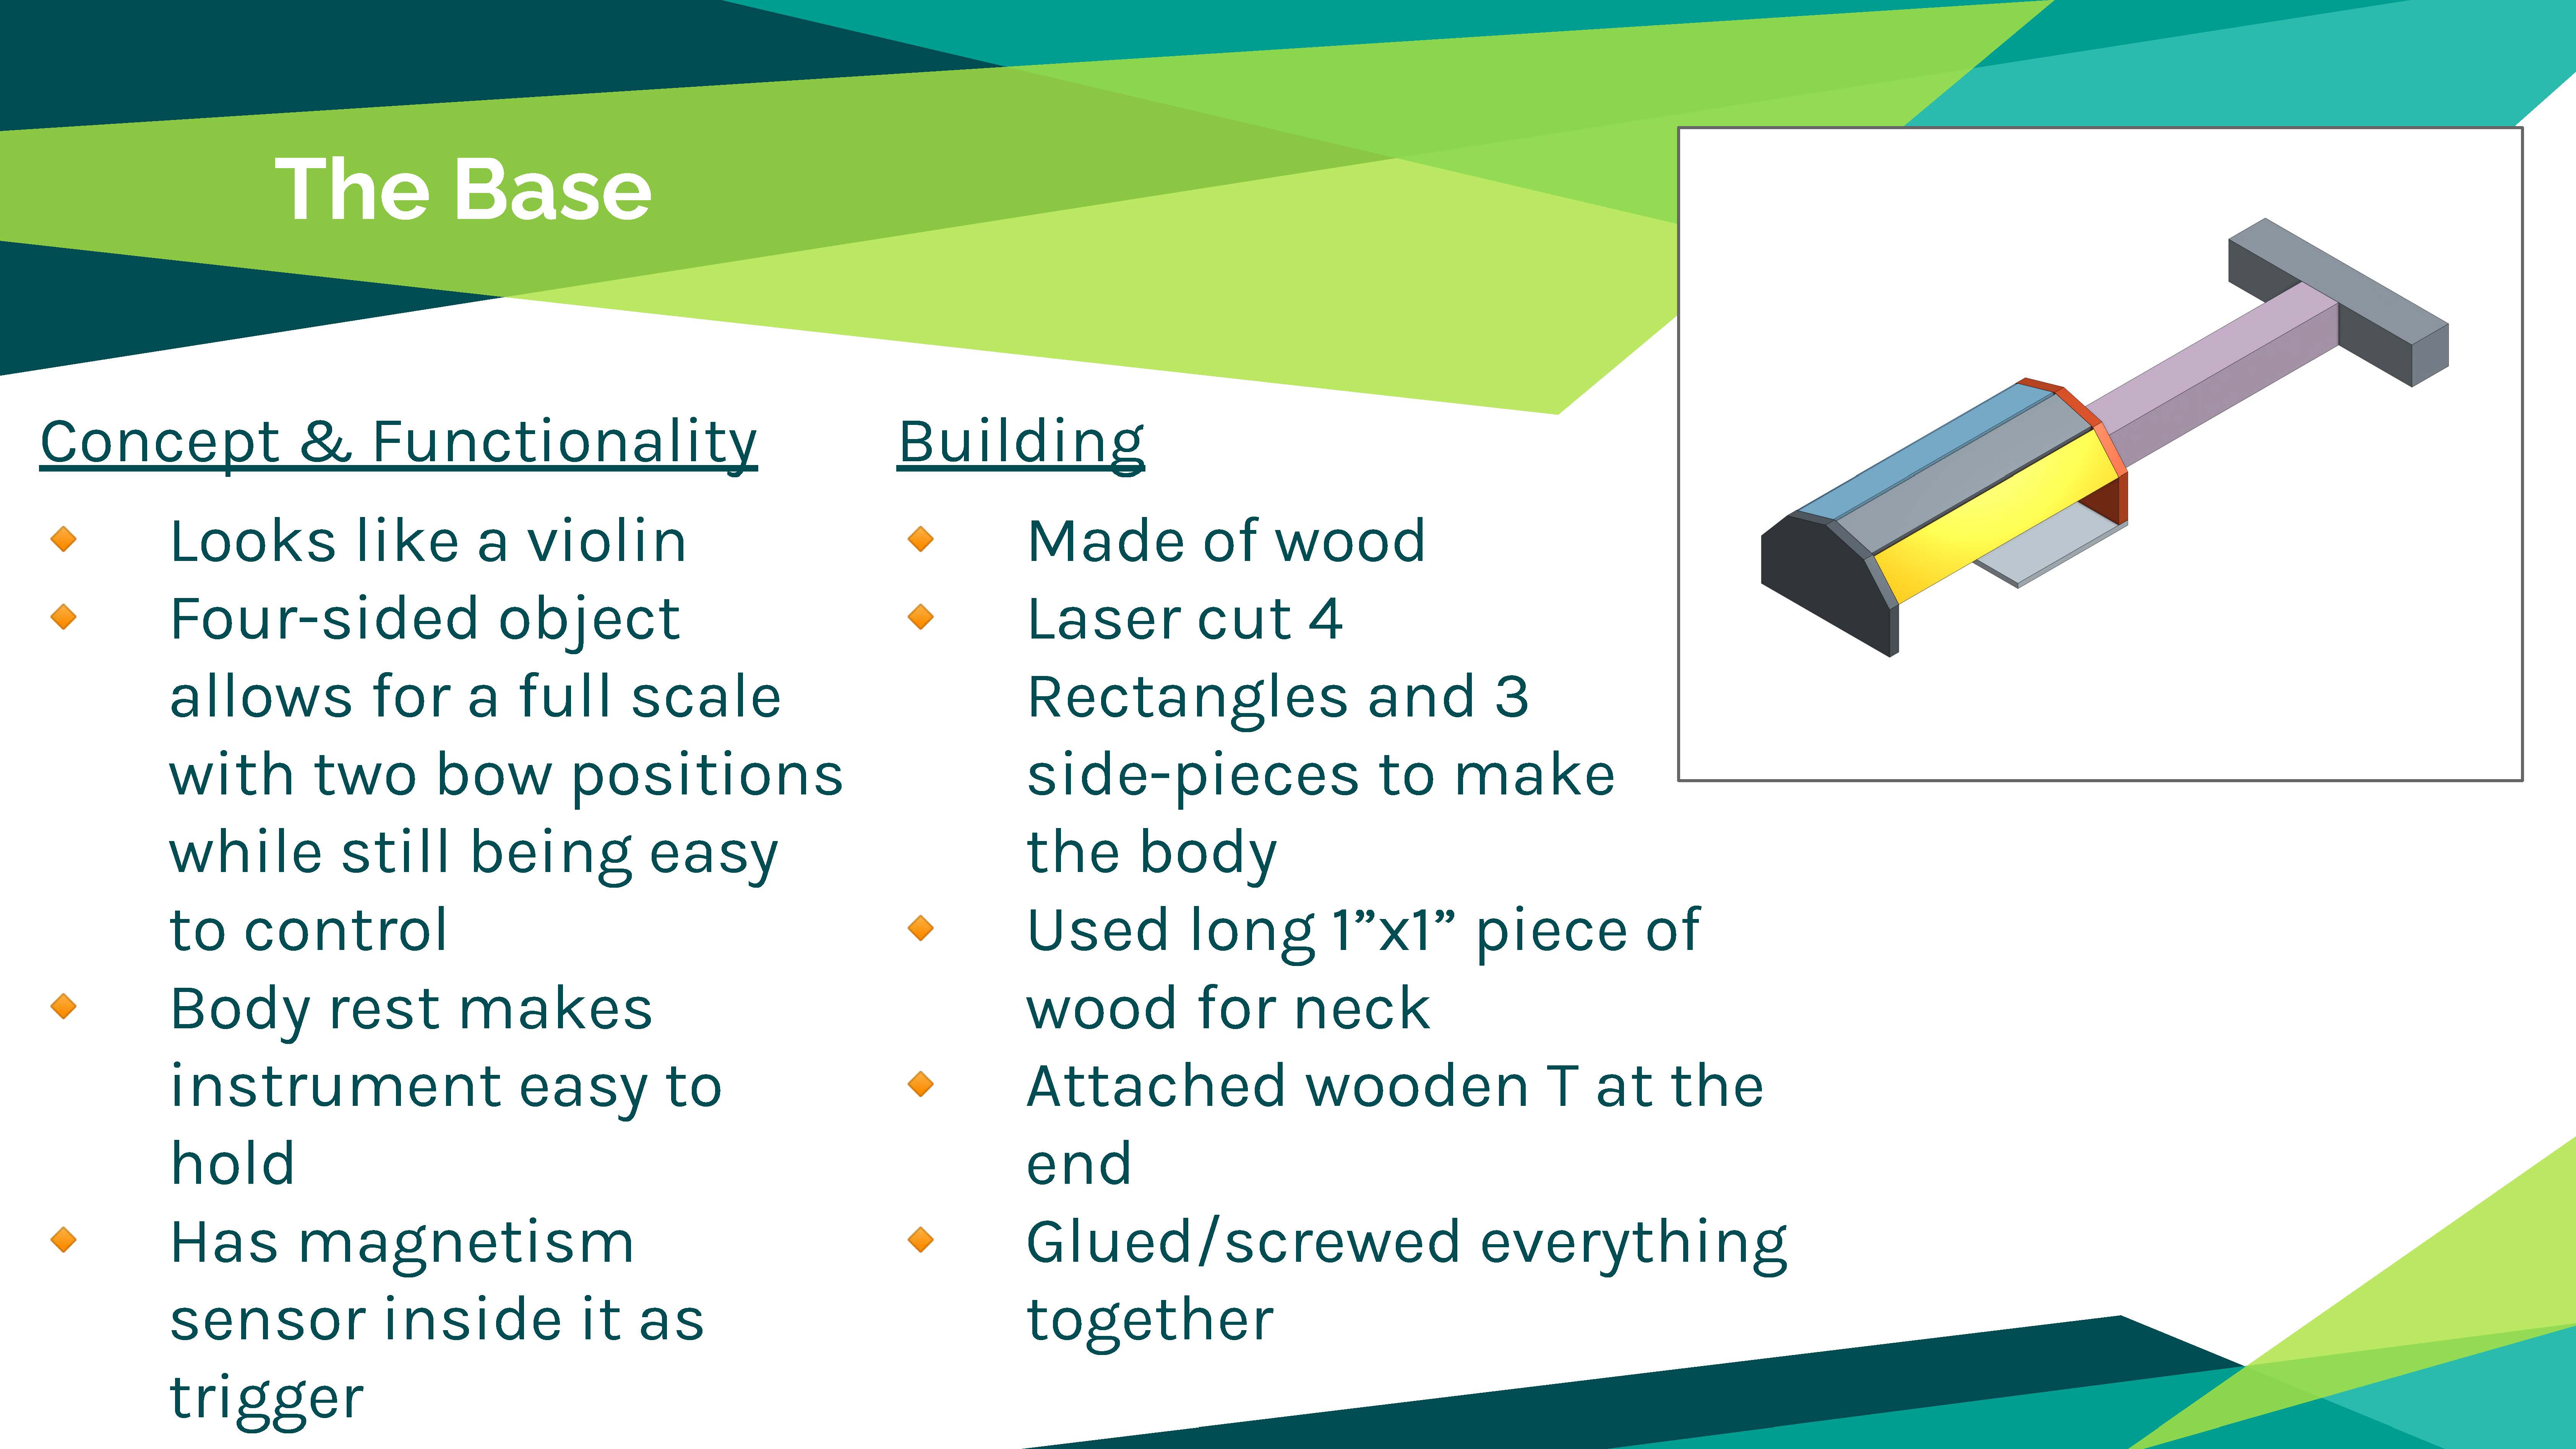 The Base
Concept & Functionality
Looks like a violin
Four-sided object
allows for a full scale
with two bow positions
while still being easy
to control
Body rest makes
instrument easy to
hold
Has magnetism
sensor inside it as
trigger
Building
Made of wood
Laser cut 4
Rectangles and 3
side-pieces to make
the body
Used long 1”x1” piece of
wood for neck
Attached wooden T at the
end
Glued/screwed everything
together